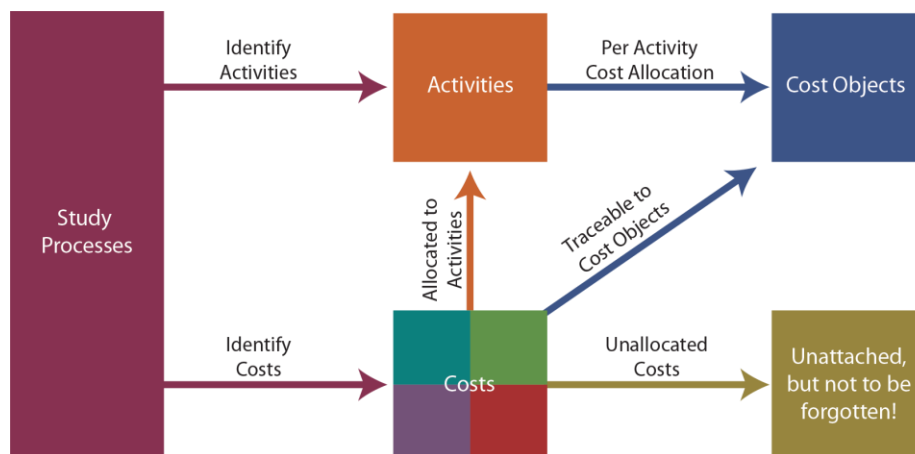 Identify
Activities
Activities
Per Activity
Cost Allocation
Cost Objects
Study
Processes
Allocated to
Activities
Traceable to
Cost Objects
Identify
Costs
Costs
Unallocated
Costs
Unattached,
but not to be
forgotten!